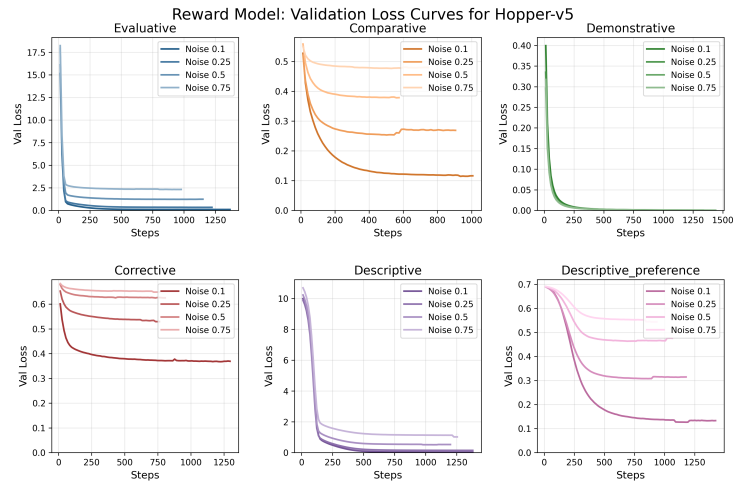 Reward Model: Validation Loss Curves for Hopper-v5
Evaluative
Val Loss
17.5
15.0
12.5
10.0
7.5
5.0
2.5
0.0
0 250 500 750 1000 1250
Steps
Noise 0.1
Noise 0.25
Noise 0.5
Noise 0.75
Comparative
Val Loss
0.5
0.4
0.3
0.2
0.1
0.0
0 200 400 600 800 1000
Steps
Noise 0.1
Noise 0.25
Noise 0.5
Noise 0.75
Demonstrative
Val Loss
0.40
0.35
0.30
0.25
0.20
0.15
0.10
0.05
0.00
0 250 500 750 1000 1250 1500
Steps
Noise 0.1
Noise 0.25
Noise 0.5
Noise 0.75
Corrective
Val Loss
0.6
0.5
0.4
0.3
0.2
0.1
0.0
0 250 500 750 1000 1250
Steps
Noise 0.1
Noise 0.25
Noise 0.5
Noise 0.75
Descriptive
Val Loss
10
8
6
4
2
0
0 250 500 750 1000 1250
Steps
Noise 0.1
Noise 0.25
Noise 0.5
Noise 0.75
Descriptive_preference
Val Loss
0.7
0.6
0.5
0.4
0.3
0.2
0.1
0.0
0 250 500 750 1000 1250
Steps
Noise 0.1
Noise 0.25
Noise 0.5
Noise 0.75